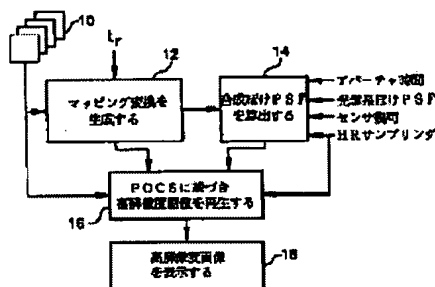 10
tr
12
14
マッピング変換を
生成する
合成ぼけPSF
を算出する
アパーチャ時間
光学系ぼけPSF
センサ
HRサンプリング
POCSに基づき
高解像度画像を再生する
16
高解像度画像
を表示する
18